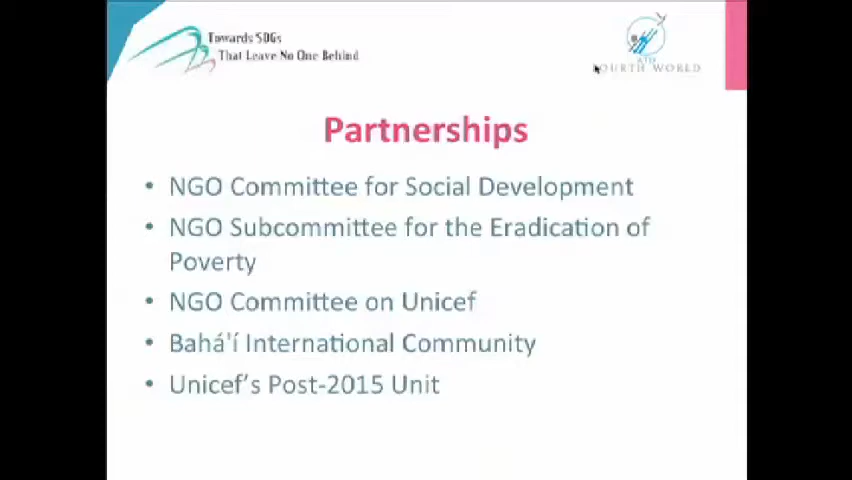 Towards SDGs
That Leave No One Behind
ATD
FOURTH WORLD
Partnerships
• NGO Committee for Social Development
• NGO Subcommittee for the Eradication of
Poverty
• NGO Committee on Unicef
• Bahá'í International Community
• Unicef's Post-2015 Unit